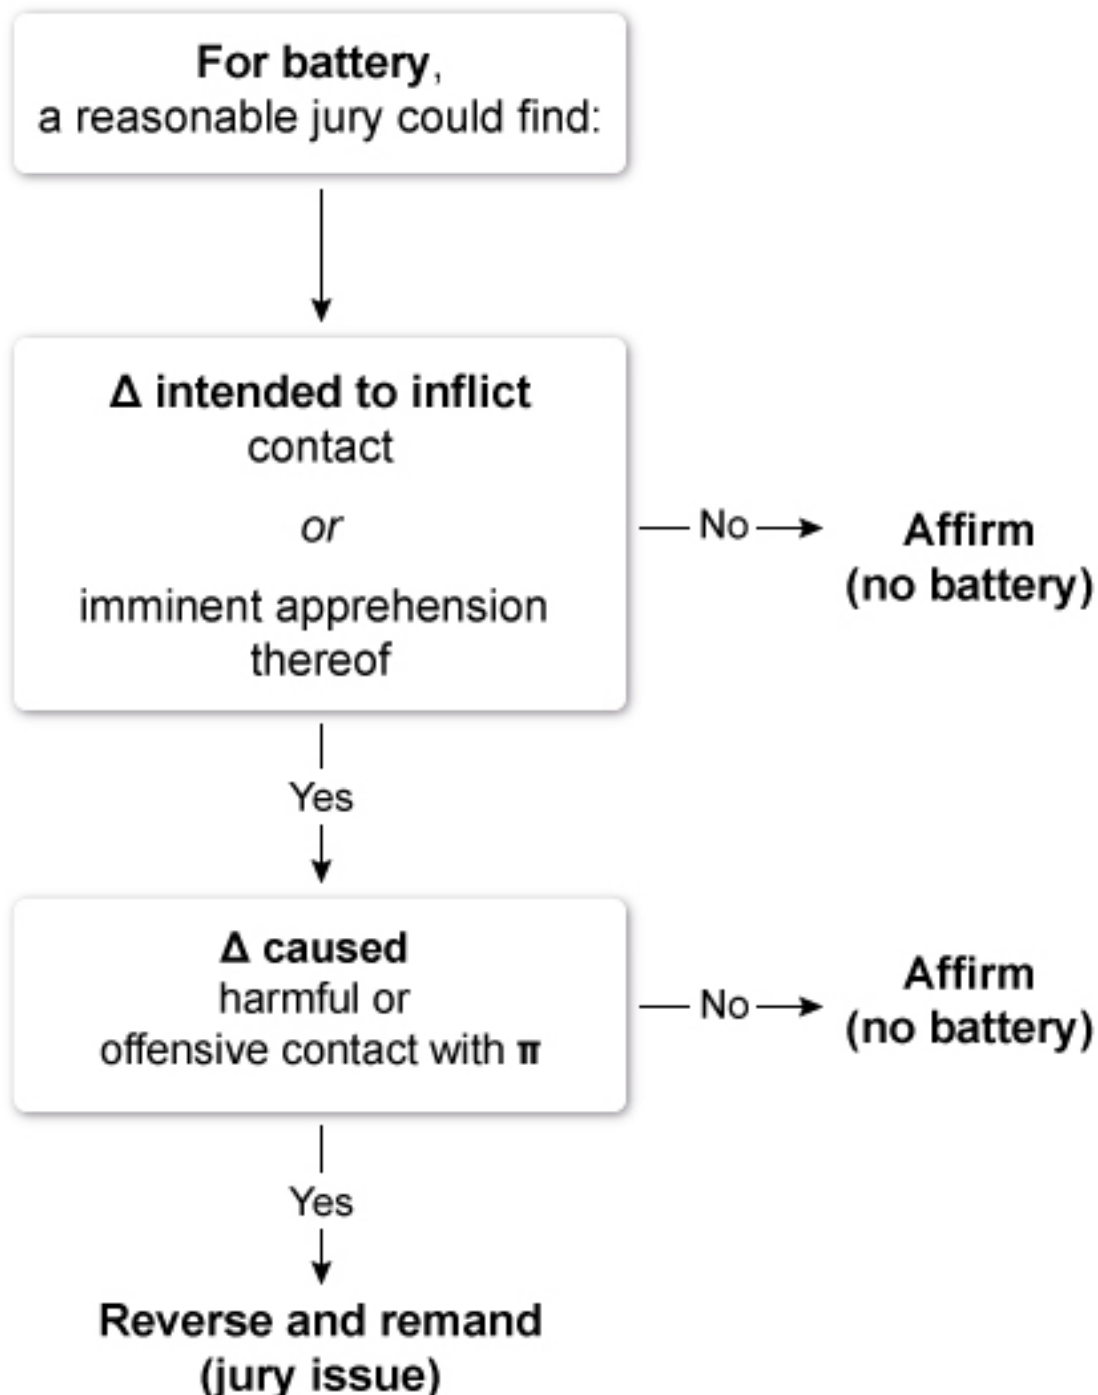 For battery,
a reasonable jury could find:
Δ intended to inflict
contact
or
imminent apprehension
thereof
No
Affirm
(no battery)
Yes
Δ caused
harmful or
offensive contact with π
No
Affirm
(no battery)
Yes
Reverse and remand
(jury issue)